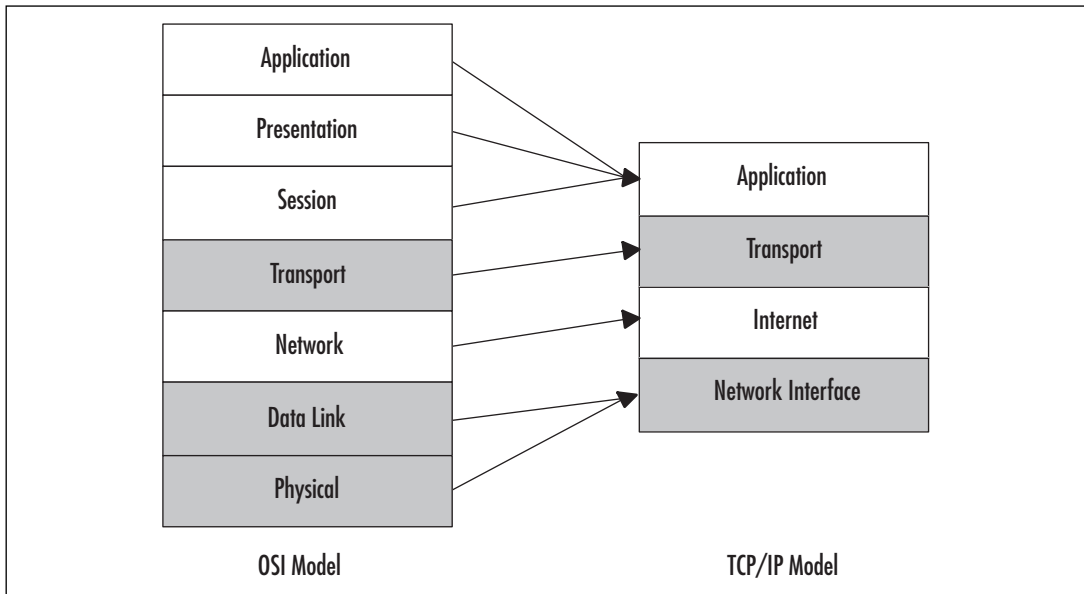 Application
Presentation
Session
Transport
Network
Data Link
Physical
OSI Model
Application
Transport
Internet
Network Interface
TCP/IP Model